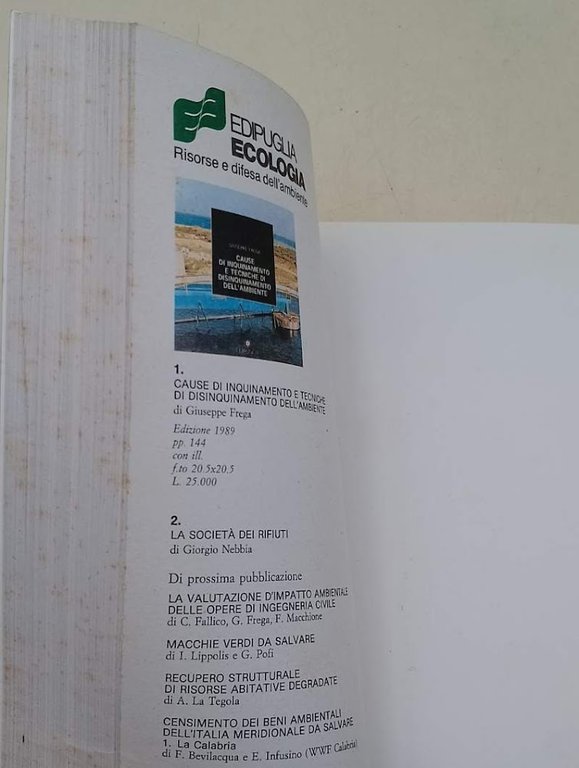 EDIPUGLIA
ECOLOGIA
Risorse e difesa dell'ambiente
CAUSE
DI INQUINAMENTO
E TECNICHE DI
DISINQUINAMENTO
DELL'AMBIENTE
1.
CAUSE DI INQUINAMENTO E TECNICHE
DI DISINQUINAMENTO DELL'AMBIENTE
di Giuseppe Frega
Edizione 1989
pp. 144
con ill.
f.to 20.5x20.5
L. 25.000
2.
LA SOCIETÀ DEI RIFIUTI
di Giorgio Nebbia
Di prossima pubblicazione
LA VALUTAZIONE D'IMPATTO AMBIENTALE
DELLE OPERE DI INGEGNERIA CIVILE
di C. Fallico, G. Frega, F. Macchione
MACCHIE VERDI DA SALVARE
di I. Lippolis e G. Pofi
RECUPERO STRUTTURALE
DI RISORSE ABITATIVE DEGRADATE
di A. La Tegola
CENSIMENTO DEI BENI AMBIENTALI
DELL'ITALIA MERIDIONALE DA SALVARE
1. La Calabria
di F. Bevilacqua e E. Infusino (WWF Calabria)